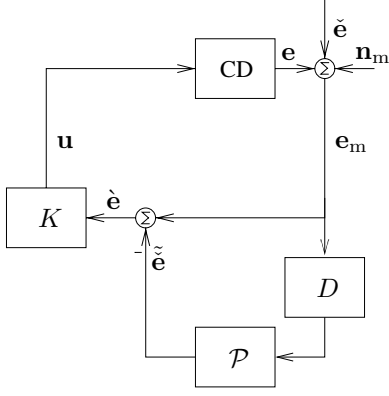 ě
CD e Σ n_m
u e_m
K è Σ
- ě̃
D
𝒫